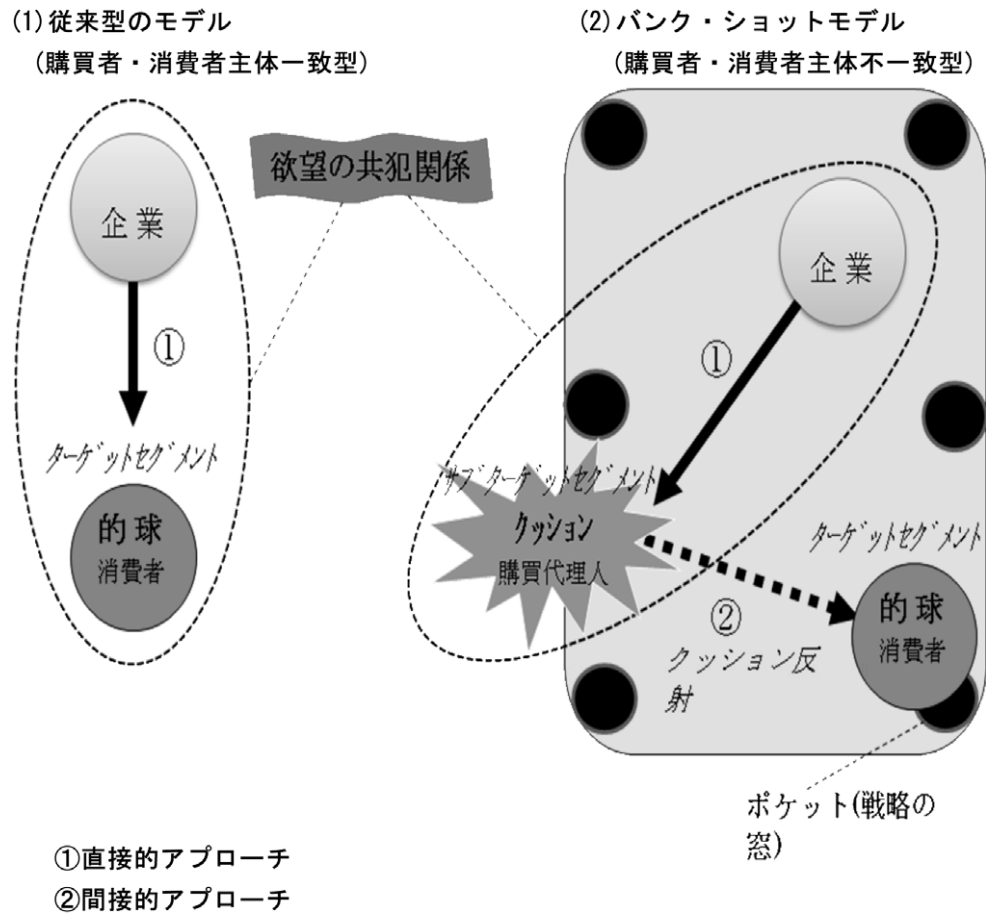 (1)従来型のモデル
(購買者・消費者主体一致型)
(2)バンク・ショットモデル
(購買者・消費者主体不一致型)
欲望の共犯関係
企業
①
ターゲットセグメント
的球
消費者
企業
①
サブターゲットセグメント
クッション
購買代理人
②
クッション反
射
ターゲットセグメント
的球
消費者
ポケット(戦略の
窓)
①直接的アプローチ
②間接的アプローチ